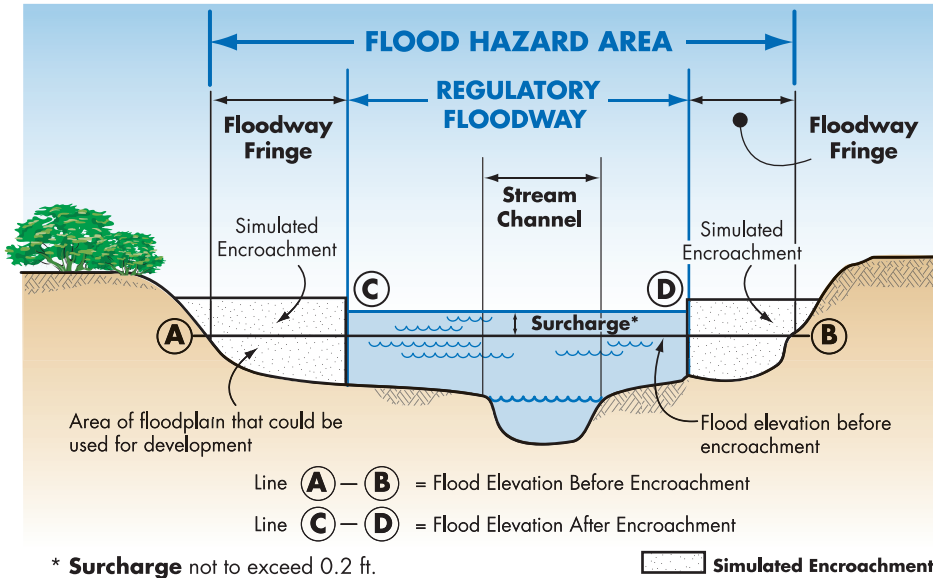 FLOOD HAZARD AREA
REGULATORY
FLOODWAY
Floodway
Fringe
Floodway
Fringe
Stream
Channel
Simulated
Encroachment
Simulated
Encroachment
C
D
Surcharge*
A
B
Area of floodplain that could be
used for development
Flood elevation before
encroachment
Line A — B = Flood Elevation Before Encroachment
Line C — D = Flood Elevation After Encroachment
* Surcharge not to exceed 0.2 ft.
Simulated Encroachment